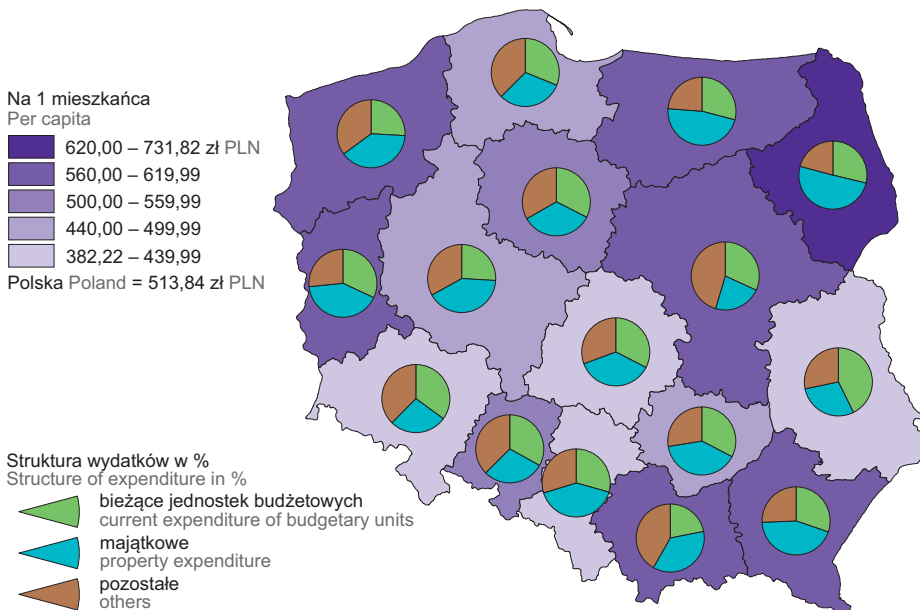 Na 1 mieszkańca
Per capita
620,00 – 731,82 zł PLN
560,00 – 619,99
500,00 – 559,99
440,00 – 499,99
382,22 – 439,99
Polska Poland = 513,84 zł PLN
Struktura wydatków w %
Structure of expenditure in %
bieżące jednostek budżetowych
current expenditure of budgetary units
majątkowe
property expenditure
pozostałe
others